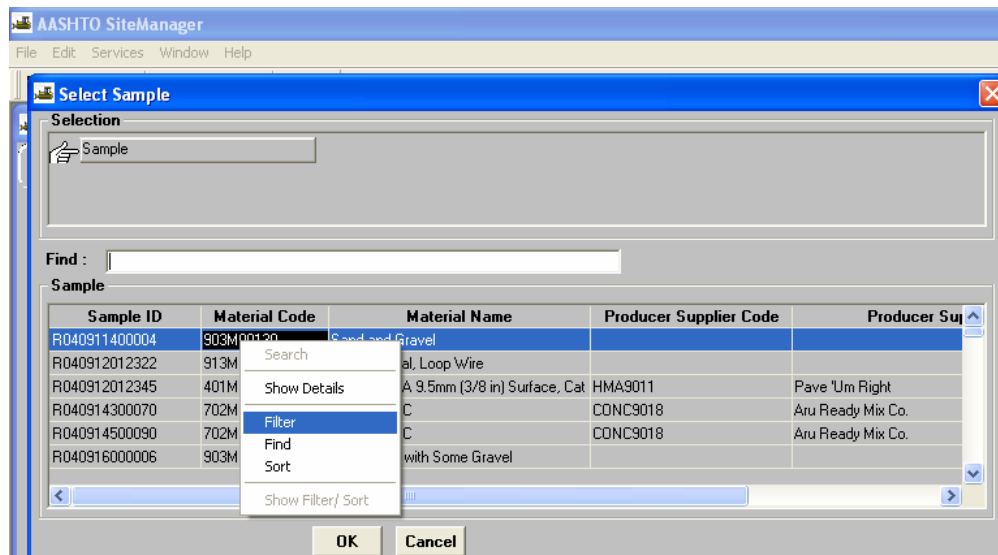 AASHTO SiteManager
File Edit Services Window Help
Select Sample
Selection
Sample
Find :
Sample
Sample ID Material Code Material Name Producer Supplier Code Producer Sup
R040911400004 903M00130 Sand and Gravel
R040912012322 913M al, Loop Wire
R040912012345 401M A 9.5mm (3/8 in) Surface, Cat HMA9011 Pave 'Um Right
R040914300070 702M C CONC9018 Aru Ready Mix Co.
R040914500090 702M C CONC9018 Aru Ready Mix Co.
R040916000006 903M with Some Gravel
Search
Show Details
Filter
Find
Sort
Show Filter/ Sort
OK Cancel